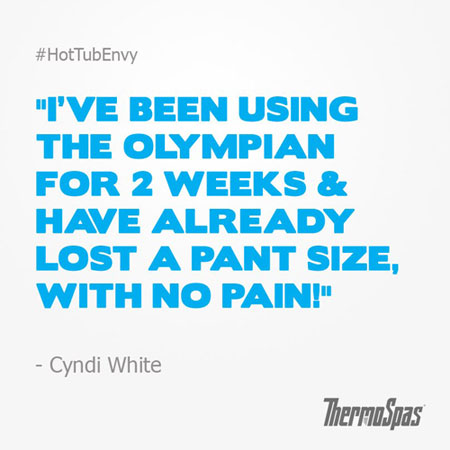 #HotTubEnvy
"I'VE BEEN USING
THE OLYMPIAN
FOR 2 WEEKS &
HAVE ALREADY
LOST A PANT SIZE,
WITH NO PAIN!"
- Cyndi White
ThermoSpas